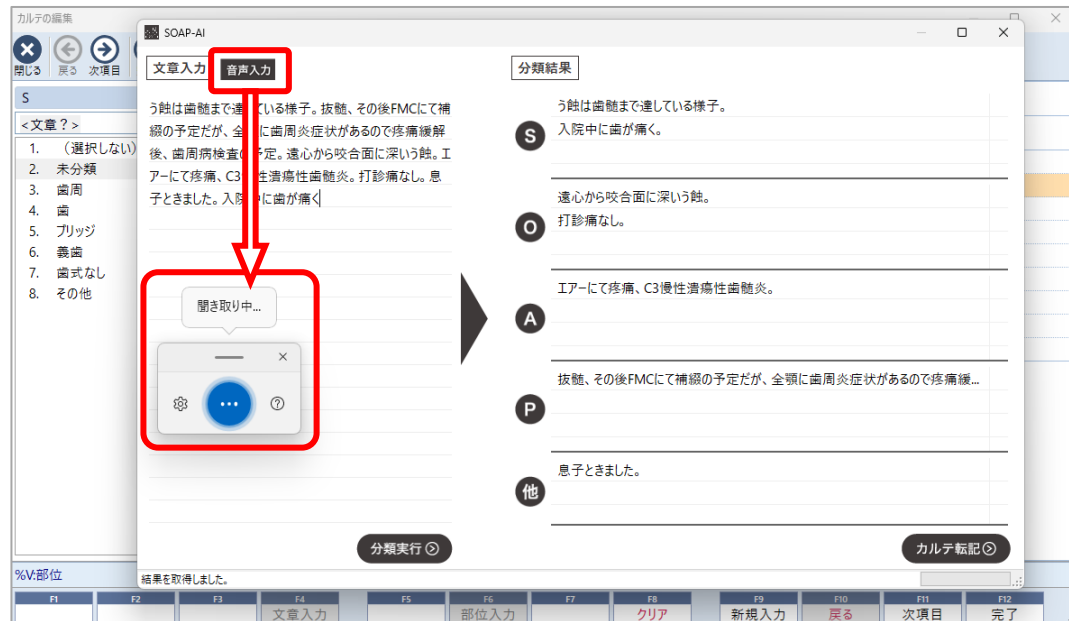 カルテの編集
SOAP-AI
閉じる 戻る 次項目
文章入力 音声入力 分類結果
S
<文章?>
1. (選択しない)
2. 未分類
3. 歯周
4. 歯
5. ブリッジ
6. 義歯
7. 歯式なし
8. その他
う蝕は歯髄まで達している様子。抜髄、その後FMCにて補
綴の予定だが、全顎に歯周炎症状があるので疼痛緩解
後、歯周病検査の予定。遠心から咬合面に深いう蝕。エ
アーにて疼痛、C3慢性潰瘍性歯髄炎。打診痛なし。息
子ときました。入院中に歯が痛く
聞き取り中...
S
う蝕は歯髄まで達している様子。
入院中に歯が痛く。
O
遠心から咬合面に深いう蝕。
打診痛なし。
A
エアーにて疼痛、C3慢性潰瘍性歯髄炎。
P
抜髄、その後FMCにて補綴の予定だが、全顎に歯周炎症状があるので疼痛緩...
他
息子ときました。
分類実行
カルテ転記
%V:部位
結果を取得しました。
F1 F2 F3 F4 F5 F6 F7 F8 F9 F10 F11 F12
文章入力 部位入力 クリア 新規入力 戻る 次項目 完了